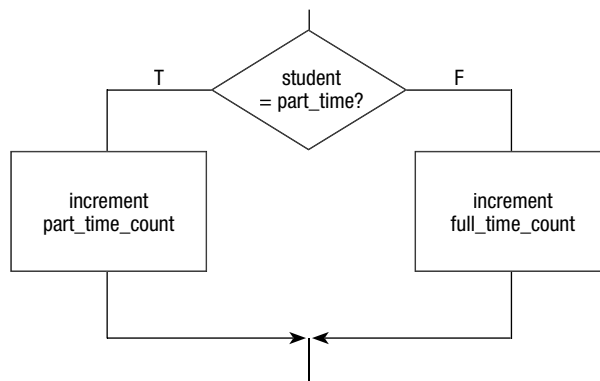 student
= part_time?
T
F
increment
part_time_count
increment
full_time_count